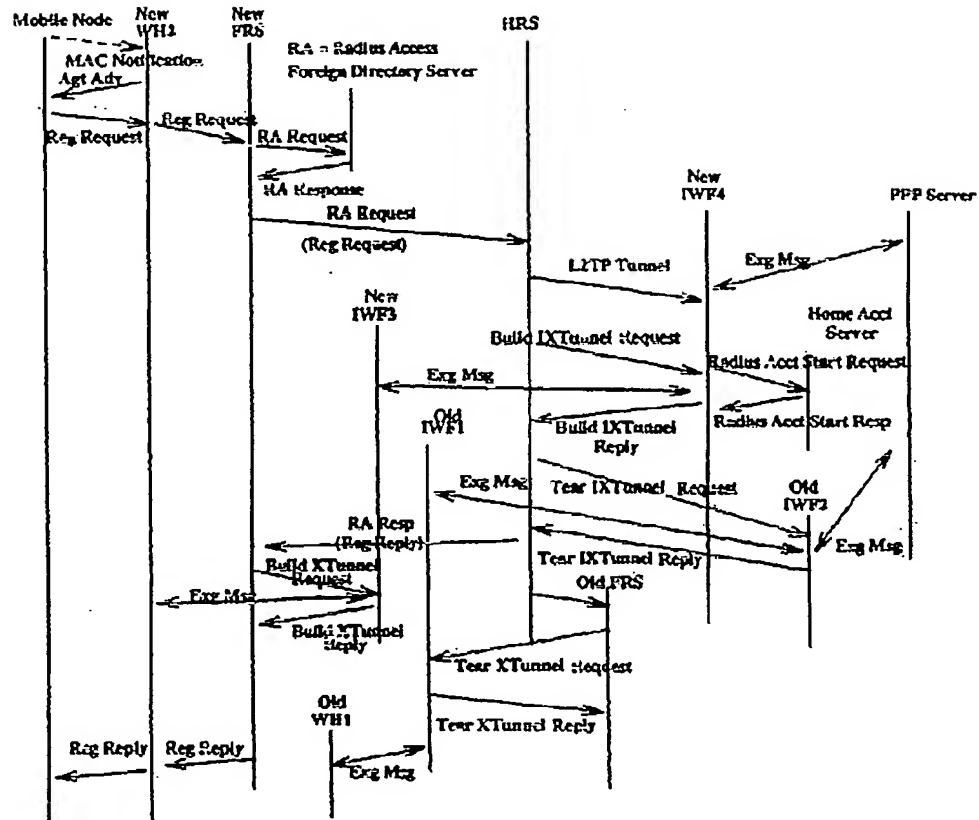 Mobile Node
New
WH2
New
FRS
HRS
RA = Radius Access
Foreign Directory Server
MAC Notification
Agt Adv
Reg Request
Reg Request
RA Request
RA Response
RA Request
(Reg Request)
New
IWF4
PPP Server
L2TP Tunnel
Exg Msg
New
IWF3
Home Acct
Server
Build IXTunnel Request
Radius Acct Start Request
Exg Msg
Old
IWF1
Build IXTunnel
Reply
Radius Acct Start Resp
Exg Msg
Tear IXTunnel Request
Old
IWF2
RA Resp
(Reg Reply)
Tear IXTunnel Reply
Exg Msg
Build XTunnel
Request
Old FRS
Exg Msg
Build XTunnel
Reply
Tear XTunnel Request
Old
WH1
Tear XTunnel Reply
Reg Reply
Reg Reply
Exg Msg